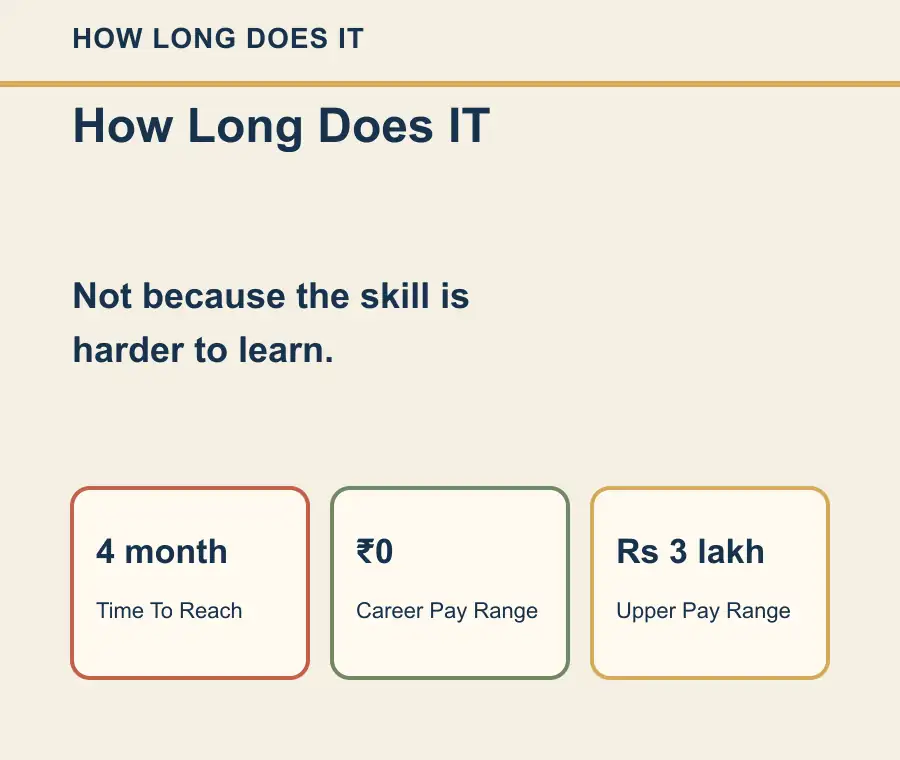 HOW LONG DOES IT
How Long Does IT
Not because the skill is
harder to learn.
4 month
Time To Reach
₹0
Career Pay Range
Rs 3 lakh
Upper Pay Range